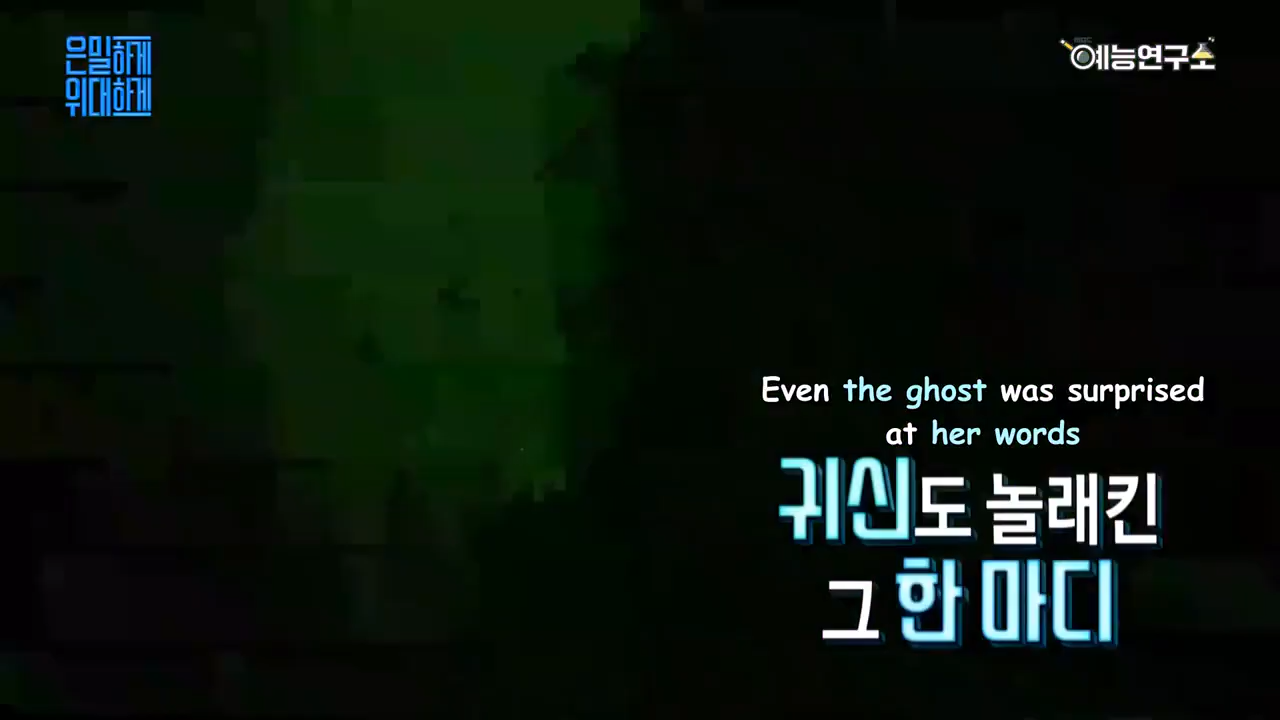 은밀하게
위대하게
MBC
예능연구소
Even the ghost was surprised
at her words
귀신도 놀래킨
그 한 마디